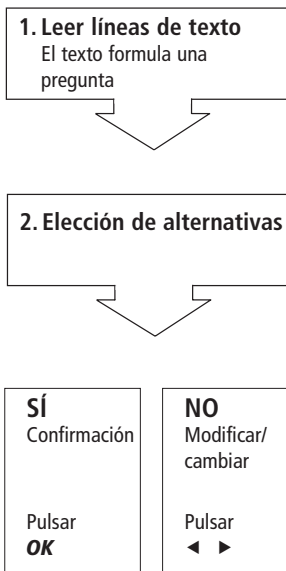 1. Leer líneas de texto
El texto formula una
pregunta
2. Elección de alternativas
SÍ
Confirmación
Pulsar
OK
NO
Modificar/
cambiar
Pulsar
◄ ►